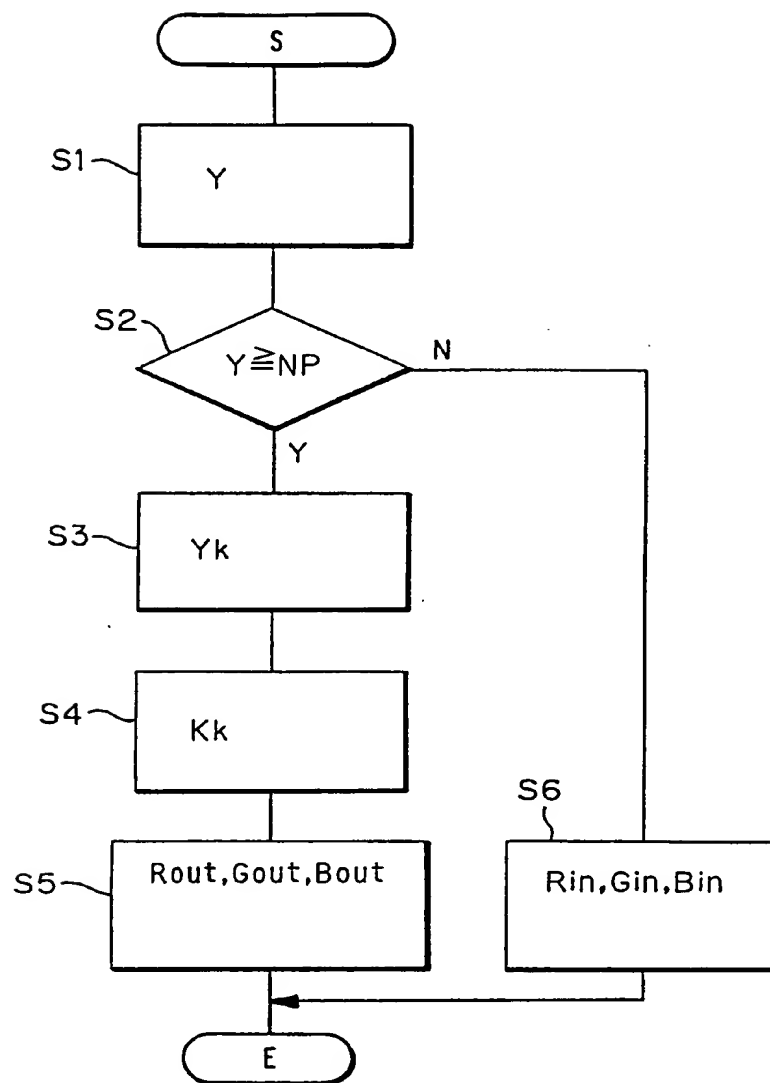 S
S1
Y
S2
Y≧NP
N
Y
S3
Yk
S4
Kk
S6
S5
Rout,Gout,Bout
Rin,Gin,Bin
E